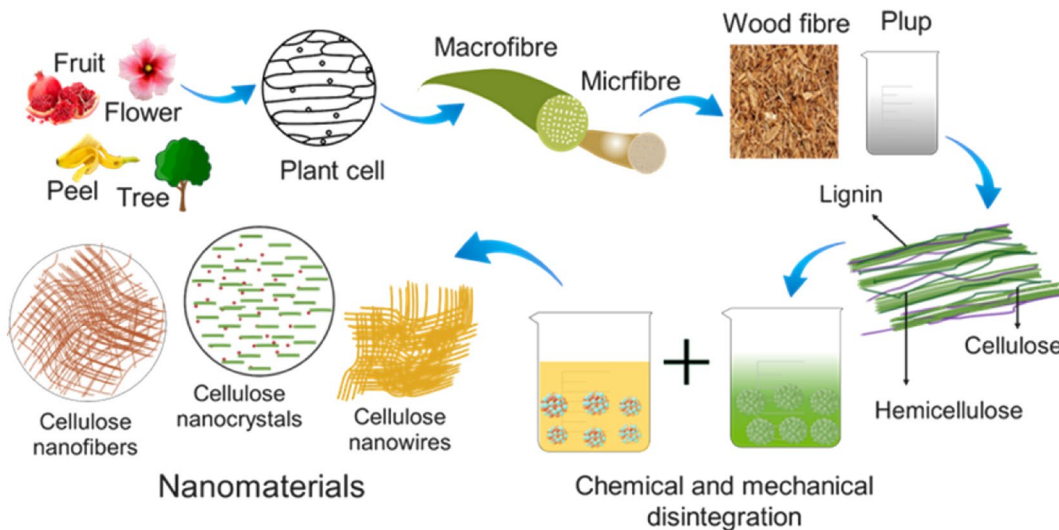 Fruit
Flower
Peel
Tree
Plant cell
Macrofibre
Micrfibre
Wood fibre
Plup
Lignin
Cellulose
Hemicellulose
Chemical and mechanical
disintegration
Cellulose
nanofibers
Cellulose
nanocrystals
Cellulose
nanowires
Nanomaterials